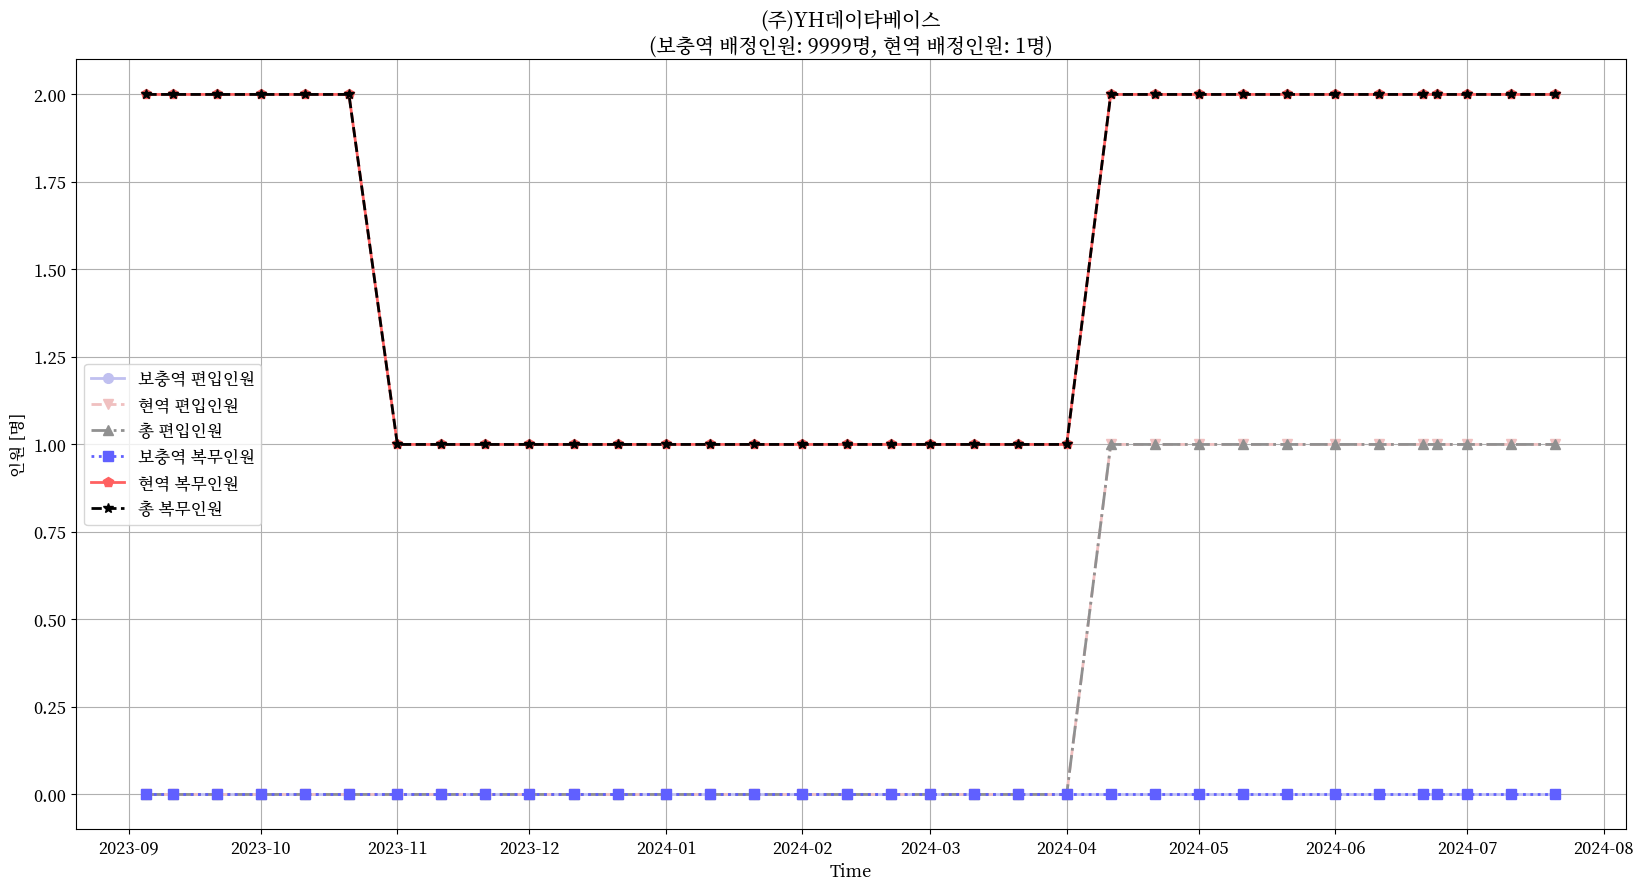 (주)YH데이타베이스
(보충역 배정인원: 9999명, 현역 배정인원: 1명)
2.00
1.75
1.50
1.25
1.00
0.75
0.50
0.25
0.00
인원 [명]
보충역 편입인원
현역 편입인원
총 편입인원
보충역 복무인원
현역 복무인원
총 복무인원
2023-09 2023-10 2023-11 2023-12 2024-01 2024-02 2024-03 2024-04 2024-05 2024-06 2024-07 2024-08
Time